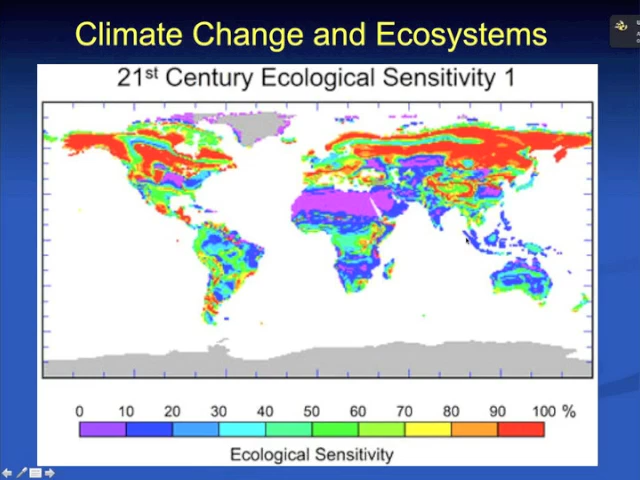 Climate Change and Ecosystems
21st Century Ecological Sensitivity 1
0 10 20 30 40 50 60 70 80 90 100 %
Ecological Sensitivity